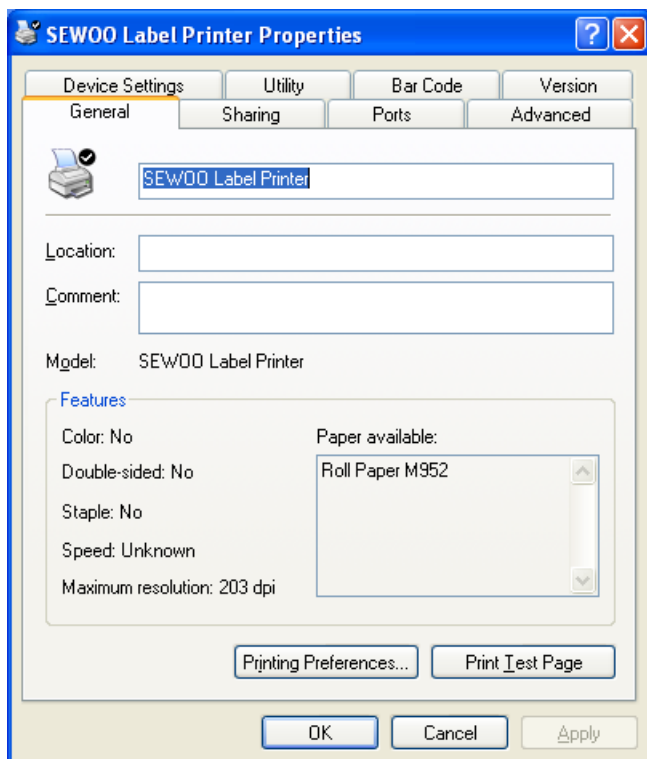 SEWOO Label Printer Properties
Device Settings Utility Bar Code Version
General Sharing Ports Advanced
SEWOO Label Printer
Location:
Comment:
Model: SEWOO Label Printer
Features
Color: No Paper available:
Double-sided: No Roll Paper M952
Staple: No
Speed: Unknown
Maximum resolution: 203 dpi
Printing Preferences... Print Test Page
OK Cancel Apply